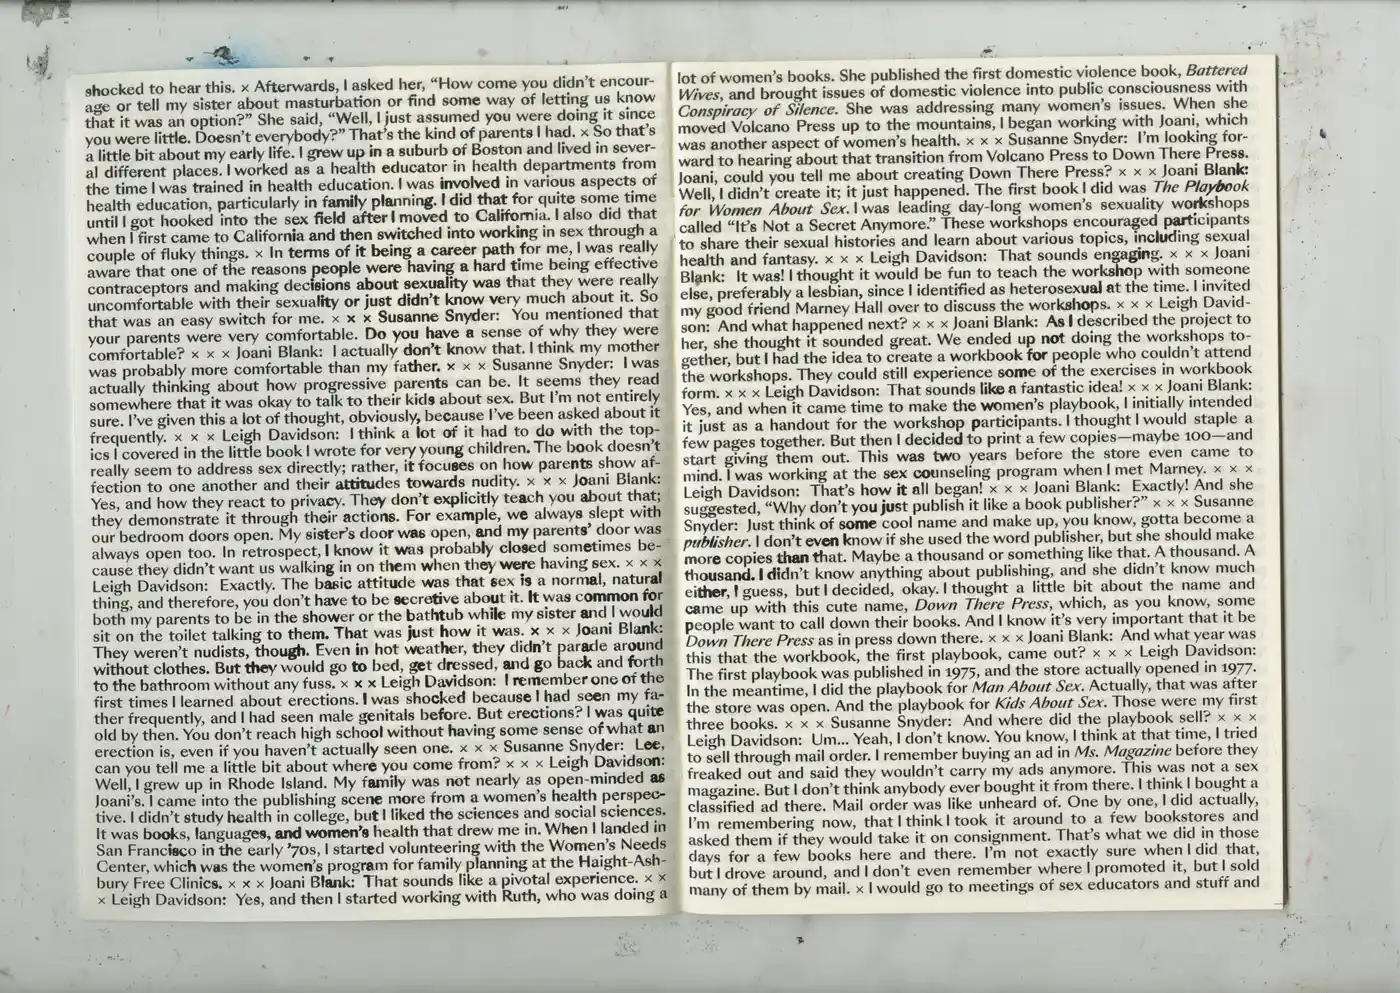 shocked to hear this. × Afterwards, I asked her, “How come you didn’t encour-
age or tell my sister about masturbation or find some way of letting us know
that it was an option?” She said, “Well, I just assumed you were doing it since
you were little. Doesn’t everybody?” That’s the kind of parents I had. × So that’s
a little bit about my early life. I grew up in a suburb of Boston and lived in sever-
al different places. I worked as a health educator in health departments from
the time I was trained in health education. I was involved in various aspects of
health education, particularly in family planning. I did that for quite some time
until I got hooked into the sex field after I moved to California. I also did that
when I first came to California and then switched into working in sex through a
couple of fluky things. × In terms of it being a career path for me, I was really
aware that one of the reasons people were having a hard time being effective
contraceptors and making decisions about sexuality was that they were really
uncomfortable with their sexuality or just didn’t know very much about it. So
that was an easy switch for me. × × × Susanne Snyder: You mentioned that
your parents were very comfortable. Do you have a sense of why they were
comfortable? × × × Joani Blank: I actually don’t know that. I think my mother
was probably more comfortable than my father. × × × Susanne Snyder: I was
actually thinking about how progressive parents can be. It seems they read
somewhere that it was okay to talk to their kids about sex. But I’m not entirely
sure. I’ve given this a lot of thought, obviously, because I’ve been asked about it
frequently. × × × Leigh Davidson: I think a lot of it had to do with the top-
ics I covered in the little book I wrote for very young children. The book doesn’t
really seem to address sex directly; rather, it focuses on how parents show af-
fection to one another and their attitudes towards nudity. × × × Joani Blank:
Yes, and how they react to privacy. They don’t explicitly teach you about that;
they demonstrate it through their actions. For example, we always slept with
our bedroom doors open. My sister’s door was open, and my parents’ door was
always open too. In retrospect, I know it was probably closed sometimes be-
cause they didn’t want us walking in on them when they were having sex. × × ×
Leigh Davidson: Exactly. The basic attitude was that sex is a normal, natural
thing, and therefore, you don’t have to be secretive about it. It was common for
both my parents to be in the shower or the bathtub while my sister and I would
sit on the toilet talking to them. That was just how it was. × × × Joani Blank:
They weren’t nudists, though. Even in hot weather, they didn’t parade around
without clothes. But they would go to bed, get dressed, and go back and forth
to the bathroom without any fuss. × × × Leigh Davidson: I remember one of the
first times I learned about erections. I was shocked because I had seen my fa-
ther frequently, and I had seen male genitals before. But erections? I was quite
old by then. You don’t reach high school without having some sense of what an
erection is, even if you haven’t actually seen one. × × × Susanne Snyder: Lee,
can you tell me a little bit about where you come from? × × × Leigh Davidson:
Well, I grew up in Rhode Island. My family was not nearly as open-minded as
Joani’s. I came into the publishing scene more from a women’s health perspec-
tive. I didn’t study health in college, but I liked the sciences and social sciences.
It was books, languages, and women’s health that drew me in. When I landed in
San Francisco in the early ’70s, I started volunteering with the Women’s Needs
Center, which was the women’s program for family planning at the Haight-Ash-
bury Free Clinics. × × × Joani Blank: That sounds like a pivotal experience. × ×
× Leigh Davidson: Yes, and then I started working with Ruth, who was doing a
lot of women’s books. She published the first domestic violence book, Battered
Wives, and brought issues of domestic violence into public consciousness with
Conspiracy of Silence. She was addressing many women’s issues. When she
moved Volcano Press up to the mountains, I began working with Joani, which
was another aspect of women’s health. × × × Susanne Snyder: I’m looking for-
ward to hearing about that transition from Volcano Press to Down There Press.
Joani, could you tell me about creating Down There Press? × × × Joani Blank:
Well, I didn’t create it; it just happened. The first book I did was The Playbook
for Women About Sex. I was leading day-long women’s sexuality workshops
called “It’s Not a Secret Anymore.” These workshops encouraged participants
to share their sexual histories and learn about various topics, including sexual
health and fantasy. × × × Leigh Davidson: That sounds engaging. × × × Joani
Blank: It was! I thought it would be fun to teach the workshop with someone
else, preferably a lesbian, since I identified as heterosexual at the time. I invited
my good friend Marney Hall over to discuss the workshops. × × × Leigh David-
son: And what happened next? × × × Joani Blank: As I described the project to
her, she thought it sounded great. We ended up not doing the workshops to-
gether, but I had the idea to create a workbook for people who couldn’t attend
the workshops. They could still experience some of the exercises in workbook
form. × × × Leigh Davidson: That sounds like a fantastic idea! × × × Joani Blank:
Yes, and when it came time to make the women’s playbook, I initially intended
it just as a handout for the workshop participants. I thought I would staple a
few pages together. But then I decided to print a few copies—maybe 100—and
start giving them out. This was two years before the store even came to
mind. I was working at the sex counseling program when I met Marney. × × ×
Leigh Davidson: That’s how it all began! × × × Joani Blank: Exactly! And she
suggested, “Why don’t you just publish it like a book publisher?” × × × Susanne
Snyder: Just think of some cool name and make up, you know, gotta become a
publisher. I don’t even know if she used the word publisher, but she should make
more copies than that. Maybe a thousand or something like that. A thousand. A
thousand. I didn’t know anything about publishing, and she didn’t know much
either, I guess, but I decided, okay. I thought a little bit about the name and
came up with this cute name, Down There Press, which, as you know, some
people want to call down their books. And I know it’s very important that it be
Down There Press as in press down there. × × × Joani Blank: And what year was
this that the workbook, the first playbook, came out? × × × Leigh Davidson:
The first playbook was published in 1975, and the store actually opened in 1977.
In the meantime, I did the playbook for Man About Sex. Actually, that was after
the store was open. And the playbook for Kids About Sex. Those were my first
three books. × × × Susanne Snyder: And where did the playbook sell? × × ×
Leigh Davidson: Um... Yeah, I don’t know. You know, I think at that time, I tried
to sell through mail order. I remember buying an ad in Ms. Magazine before they
freaked out and said they wouldn’t carry my ads anymore. This was not a sex
magazine. But I don’t think anybody ever bought it from there. I think I bought a
classified ad there. Mail order was like unheard of. One by one, I did actually,
I’m remembering now, that I think I took it around to a few bookstores and
asked them if they would take it on consignment. That’s what we did in those
days for a few books here and there. I’m not exactly sure when I did that,
but I drove around, and I don’t even remember where I promoted it, but I sold
many of them by mail. × I would go to meetings of sex educators and stuff and